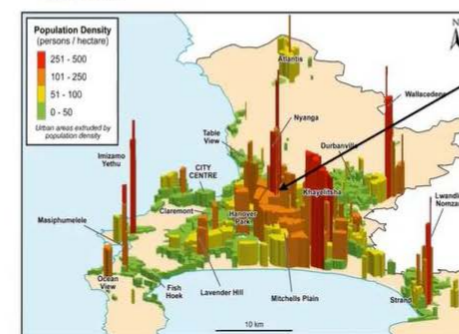 Population Density
(persons / hectare)
251 - 500
101 - 250
51 - 100
0 - 50
Urban areas extruded by
population density
N
Atlantis
Wallacedene
Nyanga
Table
View
Durbanville
Imizamo
Yethu
CITY
CENTRE
Khayelitsha
Claremont
Hanover
Park
Masiphumelele
Lwandle
Nomza
Ocean
View
Fish
Hoek
Lavender Hill
Mitchells Plain
Strand
10 km